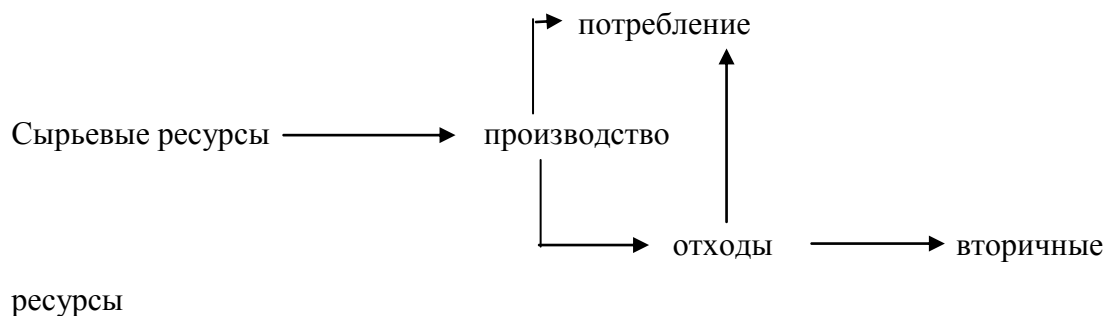 потребление
Сырьевые ресурсы производство
отходы вторичные
ресурсы